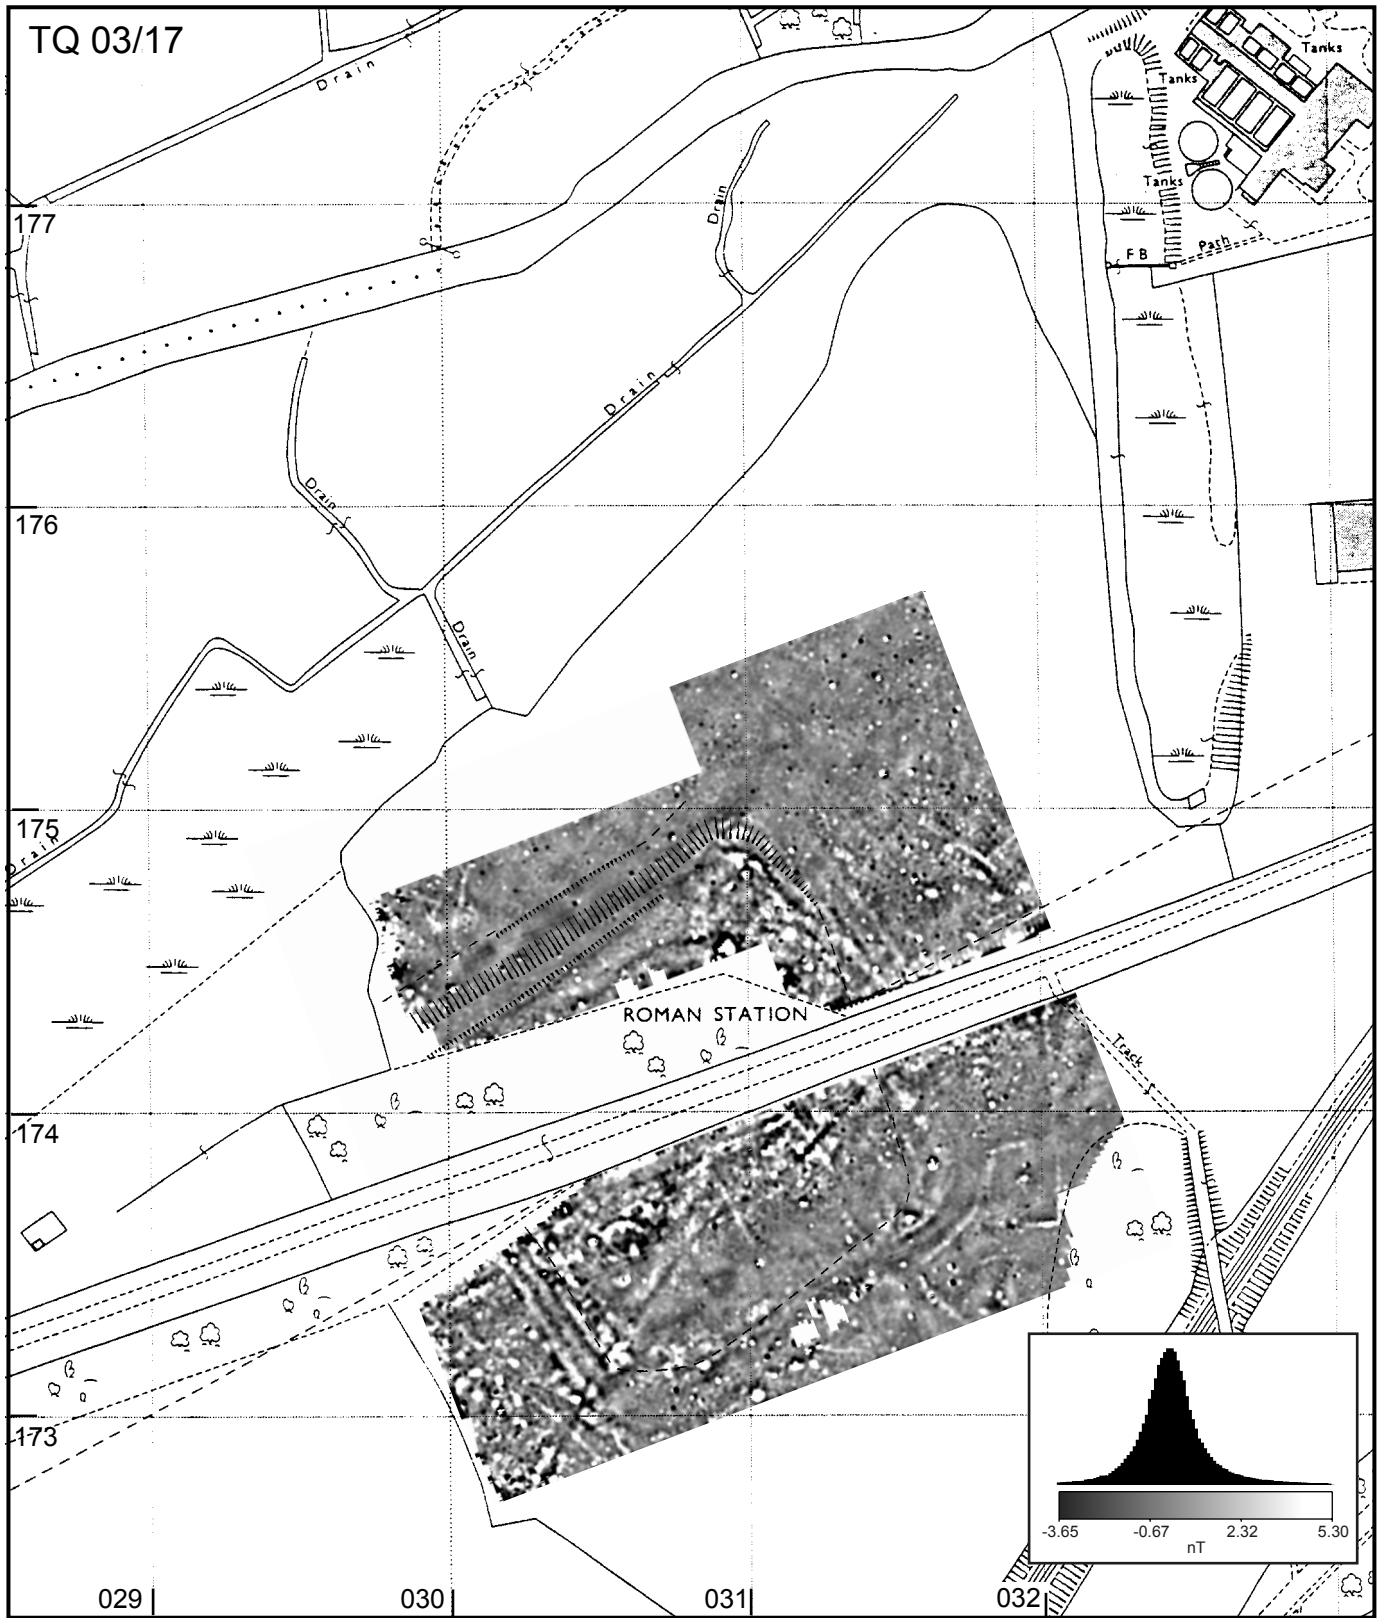 TQ 03/17
Drain
Tanks
Tanks
Tanks
Drain
177
Path
FB
Drain
176
Drain
Drain
175
Drain
ROMAN STATION
Track
174
173
-3.65 -0.67 2.32 5.30
nT
029 030 031 032